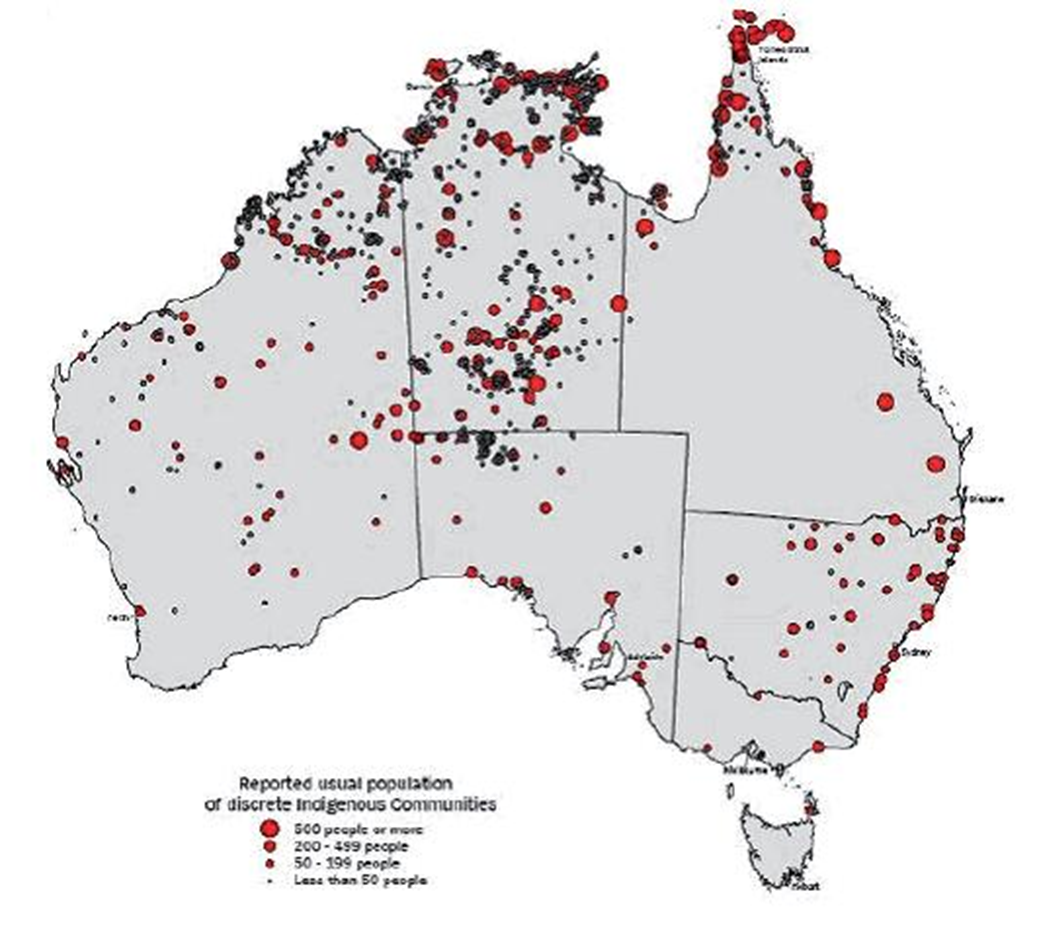 Torres Strait
Islands
Darwin
Brisbane
Perth
Sydney
Adelaide
Melbourne
Hobart
Reported usual population
of discrete Indigenous Communities
500 people or more
200 - 499 people
50 - 199 people
Less than 50 people